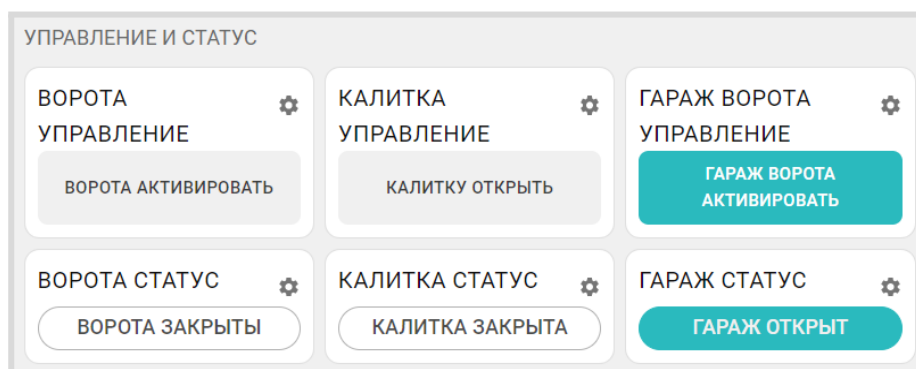 УПРАВЛЕНИЕ И СТАТУС
ВОРОТА
УПРАВЛЕНИЕ
ВОРОТА АКТИВИРОВАТЬ
КАЛИТКА
УПРАВЛЕНИЕ
КАЛИТКУ ОТКРЫТЬ
ГАРАЖ ВОРОТА
УПРАВЛЕНИЕ
ГАРАЖ ВОРОТА
АКТИВИРОВАТЬ
ВОРОТА СТАТУС
ВОРОТА ЗАКРЫТЫ
КАЛИТКА СТАТУС
КАЛИТКА ЗАКРЫТА
ГАРАЖ СТАТУС
ГАРАЖ ОТКРЫТ